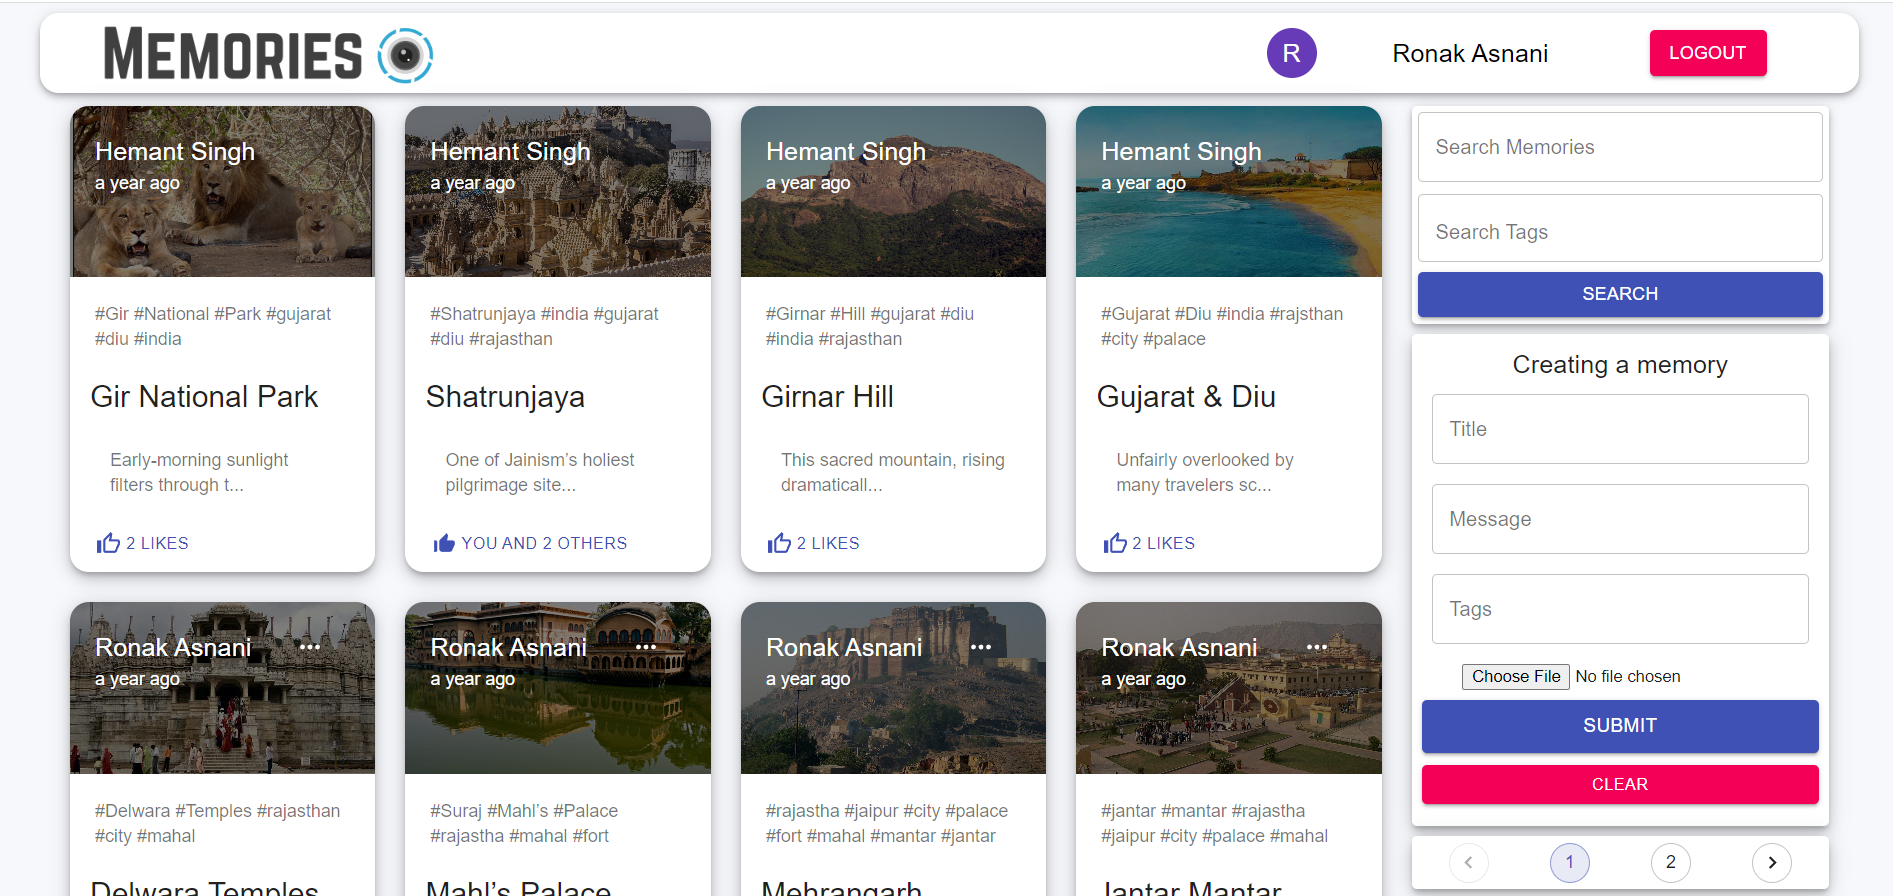 MEMORIES
R
Ronak Asnani
LOGOUT
Hemant Singh
a year ago
#Gir #National #Park #gujarat
#diu #india
Gir National Park
Early-morning sunlight
filters through t...
2 LIKES
Hemant Singh
a year ago
#Shatrunjaya #india #gujarat
#diu #rajasthan
Shatrunjaya
One of Jainism’s holiest
pilgrimage site...
YOU AND 2 OTHERS
Hemant Singh
a year ago
#Girnar #Hill #gujarat #diu
#india #rajasthan
Girnar Hill
This sacred mountain, rising
dramaticall...
2 LIKES
Hemant Singh
a year ago
#Gujarat #Diu #india #rajsthan
#city #palace
Gujarat & Diu
Unfairly overlooked by
many travelers sc...
2 LIKES
Ronak Asnani
a year ago
#Delwara #Temples #rajasthan
#city #mahal
Delwara Temples
Ronak Asnani
a year ago
#Suraj #Mahl’s #Palace
#rajastha #mahal #fort
Mahl’s Palace
Ronak Asnani
a year ago
#rajastha #jaipur #city #palace
#fort #mahal #mantar #jantar
Mehrangarh
Ronak Asnani
a year ago
#jantar #mantar #rajastha
#jaipur #city #palace #mahal
Jantar Mantar
Search Memories
Search Tags
SEARCH
Creating a memory
Title
Message
Tags
Choose File No file chosen
SUBMIT
CLEAR
1 2